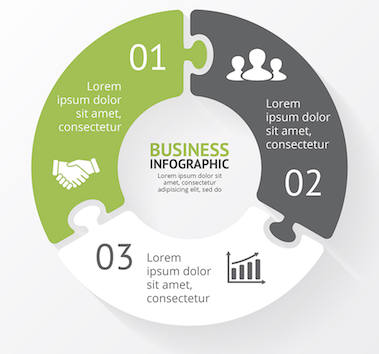 01
Lorem
ipsum dolor
sit amet,
consectetur
Lorem
ipsum dolor
sit amet,
consectetur
02
BUSINESS
INFOGRAPHIC
Lorem ipsum dolor sit
amet, consectetur
adipisicing elit, sed do
03
Lorem
ipsum dolor
sit amet,
consectetur